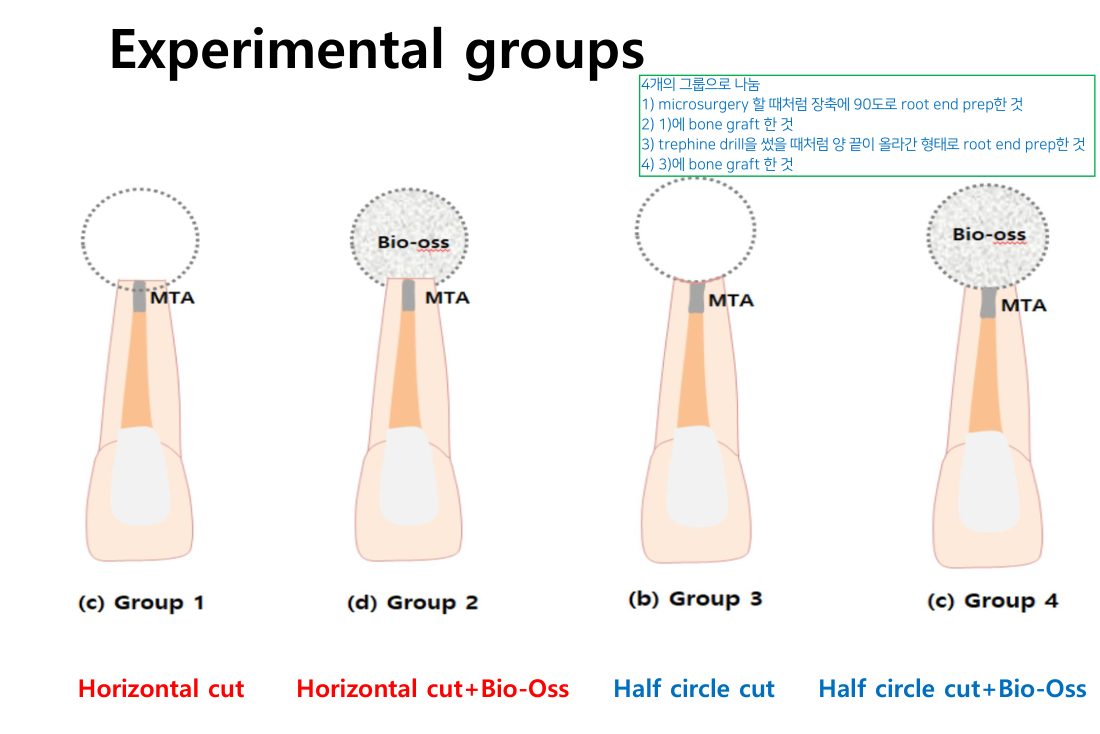 Experimental groups
4개의 그룹으로 나눔
1) microsurgery 할 때처럼 장축에 90도로 root end prep한 것
2) 1)에 bone graft 한 것
3) trephine drill을 썼을 때처럼 양 끝이 올라간 형태로 root end prep한 것
4) 3)에 bone graft 한 것
Bio-oss
Bio-oss
MTA
MTA
MTA
MTA
(c) Group 1
(d) Group 2
(b) Group 3
(c) Group 4
Horizontal cut
Horizontal cut+Bio-Oss
Half circle cut
Half circle cut+Bio-Oss